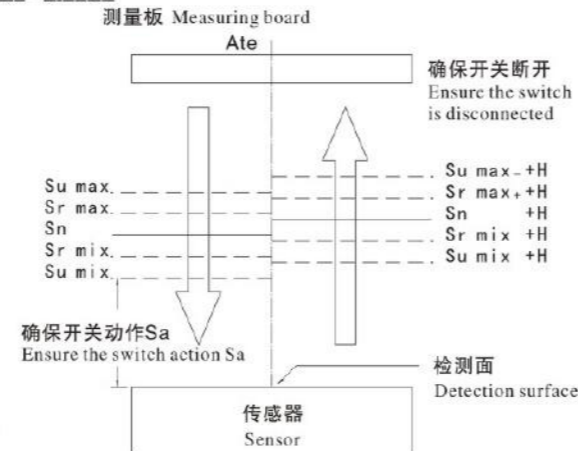 测量板 Measuring board
Ate
确保开关断开
Ensure the switch
is disconnected
Su max
Sr max
Sn
Sr mix
Su mix
Su max- +H
Sr max+ +H
Sn +H
Sr mix +H
Su mix +H
确保开关动作Sa
Ensure the switch action Sa
检测面
Detection surface
传感器
Sensor